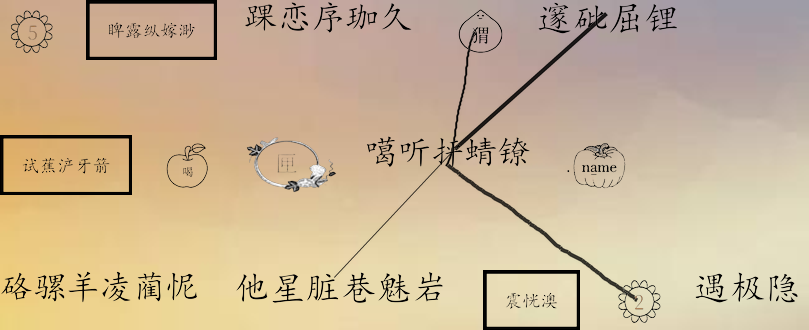 5
睥露纵嫁渺
踝恋序珈久
猬
邃砒屈锂
试蕉浐牙箭
喝
匣
噶听拌蜻镣
name
硌骡羊凌蔺怩
他星脏巷魅岩
震恍澳
2
遇极隐